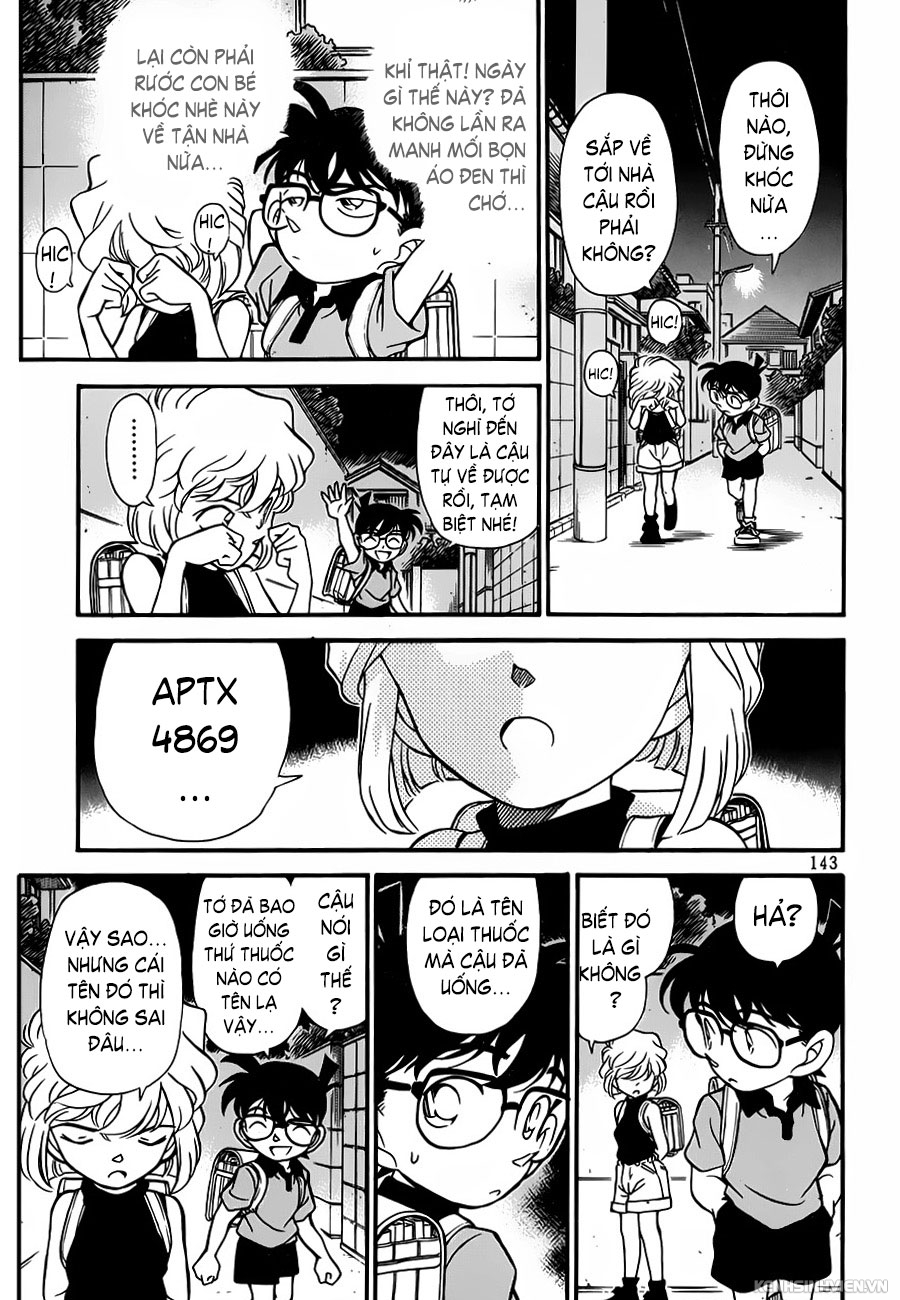 THÔI
NÀO,
ĐỪNG
KHÓC
NỮA
...
SẮP VỀ
TỚI NHÀ
CẬU RỒI
PHẢI
KHÔNG?
HIC!
HIC!
KHỈ THẬT! NGÀY
GÌ THẾ NÀY? ĐÃ
KHÔNG LẦN RA
MANH MỐI BỌN
ÁO ĐEN THÌ
CHỚ...
LẠI CÒN PHẢI
RƯỚC CON BÉ
KHÓC NHÈ NÀY
VỀ TẬN NHÀ
NỮA...
HIC
!
HIC
!
THÔI, TỚ
NGHĨ ĐẾN
ĐÂY LÀ CẬU
TỰ VỀ ĐƯỢC
RỒI, TẠM
BIỆT NHÉ!
.........
APTX
4869
...
143
HẢ?
BIẾT ĐÓ
LÀ GÌ
KHÔNG?
ĐÓ LÀ TÊN
LOẠI THUỐC
MÀ CẬU ĐÃ
UỐNG...
CẬU
NÓI
GÌ
THẾ
?
TỚ ĐÃ BAO
GIỜ UỐNG
THỨ THUỐC
NÀO CÓ
TÊN LẠ
VẬY...
VẬY SAO...
NHƯNG CÁI
TÊN ĐÓ THÌ
KHÔNG SAI
ĐÂU...
KENHSINHVIEN.VN